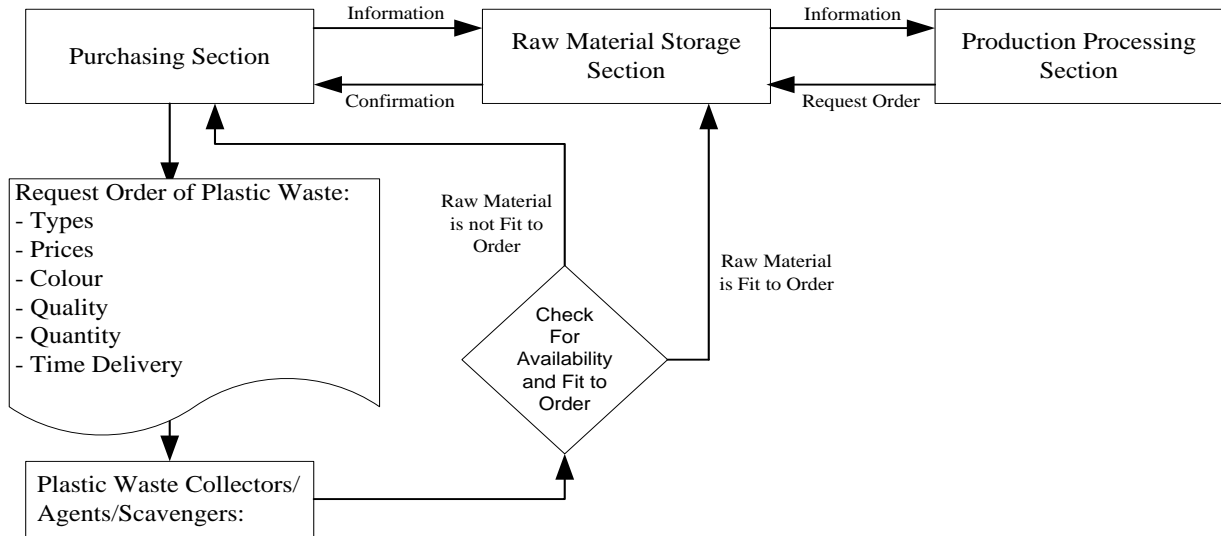 Information
Information
Purchasing Section
Raw Material Storage
Section
Production Processing
Section
Confirmation
Request Order
Request Order of Plastic Waste:
- Types
- Prices
- Colour
- Quality
- Quantity
- Time Delivery
Raw Material
is not Fit to
Order
Raw Material
is Fit to Order
Check
For
Availability
and Fit to
Order
Plastic Waste Collectors/
Agents/Scavengers: